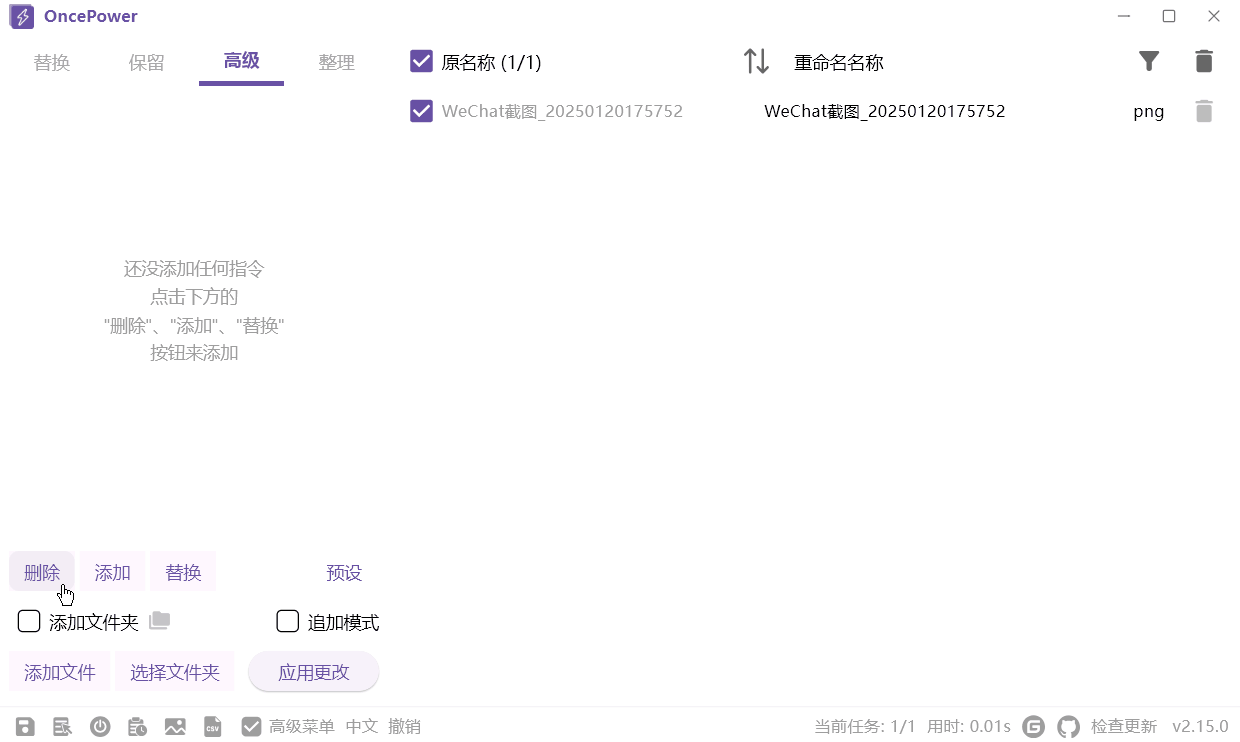 OncePower
替换 保留 高级 整理
原名称 (1/1) 重命名名称
WeChat截图_20250120175752 WeChat截图_20250120175752 png
还没添加任何指令
点击下方的
"删除"、"添加"、"替换"
按钮来添加
删除 添加 替换 预设
添加文件夹 追加模式
添加文件 选择文件夹 应用更改
CSV 高级菜单 中文 撤销 当前任务: 1/1 用时: 0.01s G 检查更新 v2.15.0